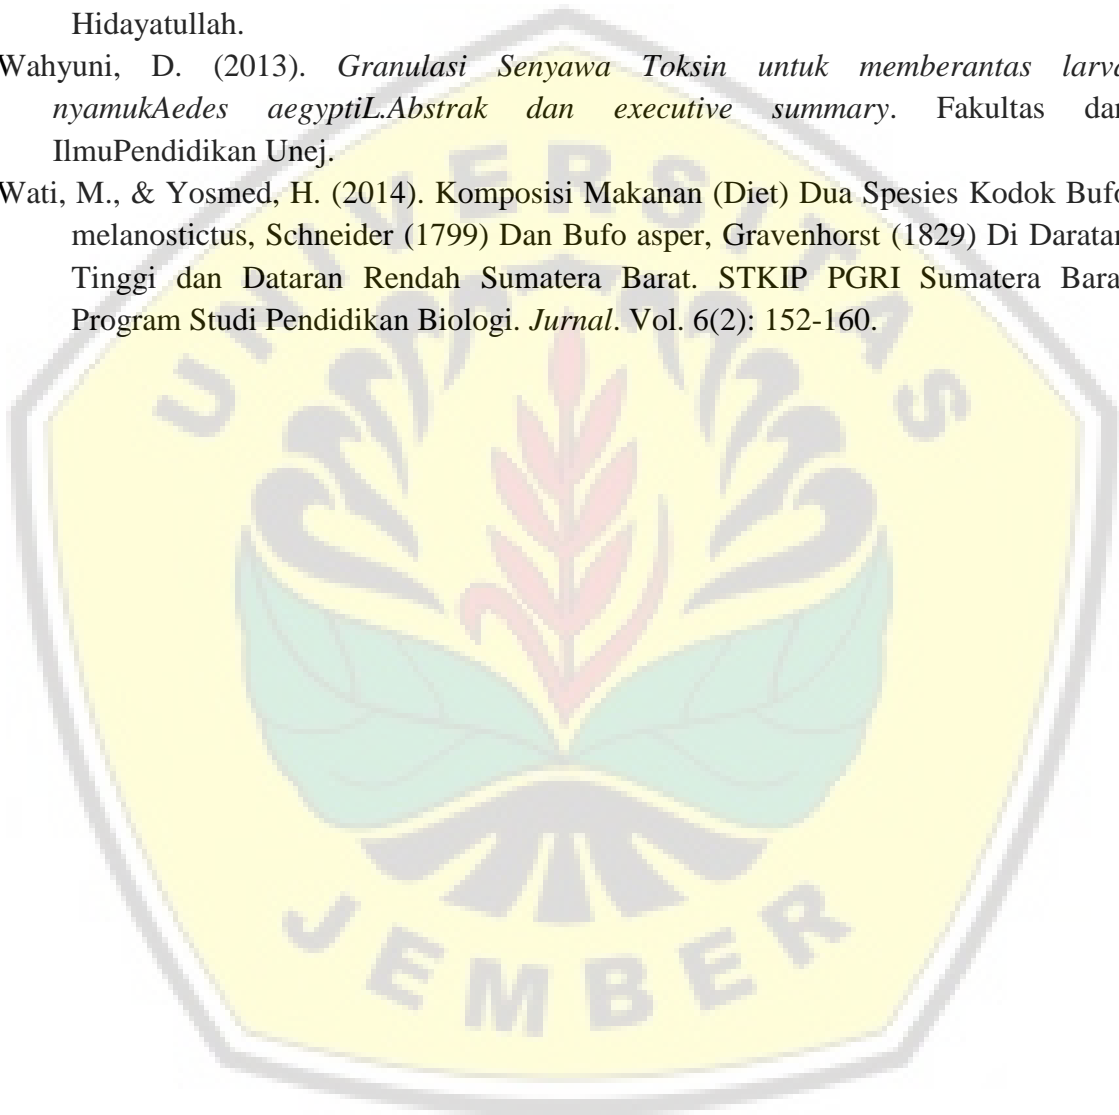 Hidayatullah.
Wahyuni, D. (2013). Granulasi Senyawa Toksin untuk memberantas larva
nyamukAedes aegyptiL.Abstrak dan executive summary. Fakultas dan
IlmuPendidikan Unej.
Wati, M., & Yosmed, H. (2014). Komposisi Makanan (Diet) Dua Spesies Kodok Bufo
melanostictus, Schneider (1799) Dan Bufo asper, Gravenhorst (1829) Di Daratan
Tinggi dan Dataran Rendah Sumatera Barat. STKIP PGRI Sumatera Barat
Program Studi Pendidikan Biologi. Jurnal. Vol. 6(2): 152-160.
UNIVERSITAS
JEMBER